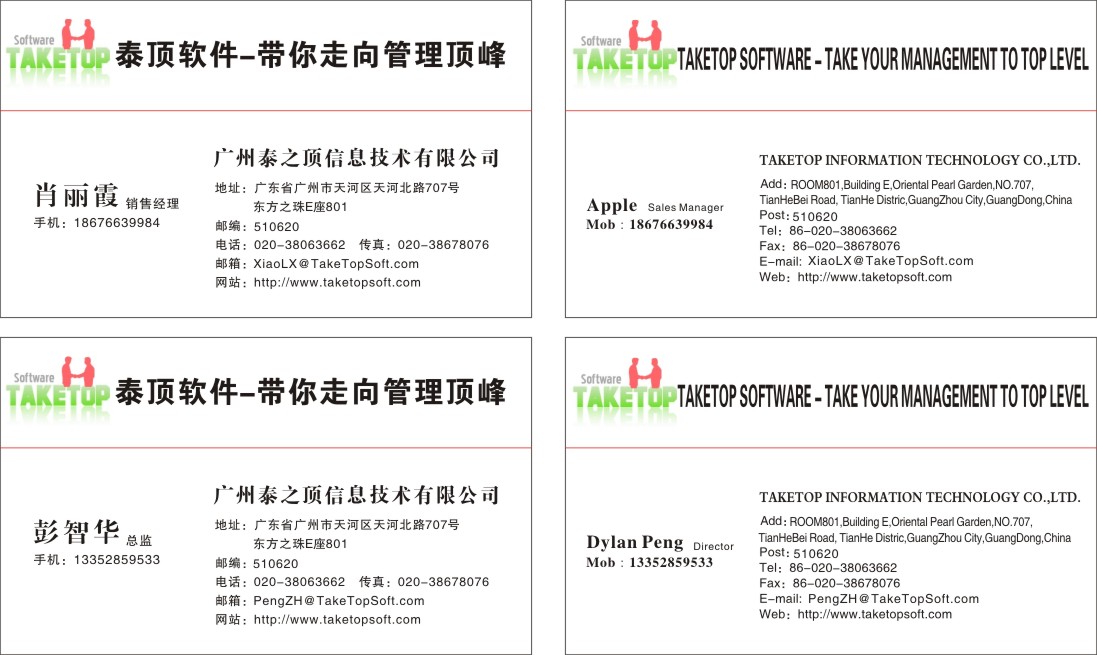 Software
TAKETOP 泰顶软件–带你走向管理顶峰
广州泰之顶信息技术有限公司
肖丽霞 销售经理
手机：18676639984
地址：广东省广州市天河区天河北路707号
东方之珠E座801
邮编：510620
电话：020-38063662 传真：020-38678076
邮箱：XiaoLX@TakeTopSoft.com
网站：http://www.taketopsoft.com
Software
TAKETOP TAKETOP SOFTWARE – TAKE YOUR MANAGEMENT TO TOP LEVEL
TAKETOP INFORMATION TECHNOLOGY CO.,LTD.
Apple Sales Manager
Mob：18676639984
Add：ROOM801,Building E,Oriental Pearl Garden,NO.707,
TianHeBei Road, TianHe Distric,GuangZhou City,GuangDong,China
Post：510620
Tel：86-020-38063662
Fax：86-020-38678076
E-mail: XiaoLX@TakeTopSoft.com
Web：http://www.taketopsoft.com
Software
TAKETOP 泰顶软件–带你走向管理顶峰
广州泰之顶信息技术有限公司
彭智华 总监
手机：13352859533
地址：广东省广州市天河区天河北路707号
东方之珠E座801
邮编：510620
电话：020-38063662 传真：020-38678076
邮箱：PengZH@TakeTopSoft.com
网站：http://www.taketopsoft.com
Software
TAKETOP TAKETOP SOFTWARE – TAKE YOUR MANAGEMENT TO TOP LEVEL
TAKETOP INFORMATION TECHNOLOGY CO.,LTD.
Dylan Peng Director
Mob：13352859533
Add：ROOM801,Building E,Oriental Pearl Garden,NO.707,
TianHeBei Road, TianHe Distric,GuangZhou City,GuangDong,China
Post：510620
Tel：86-020-38063662
Fax：86-020-38678076
E-mail: PengZH@TakeTopSoft.com
Web：http://www.taketopsoft.com